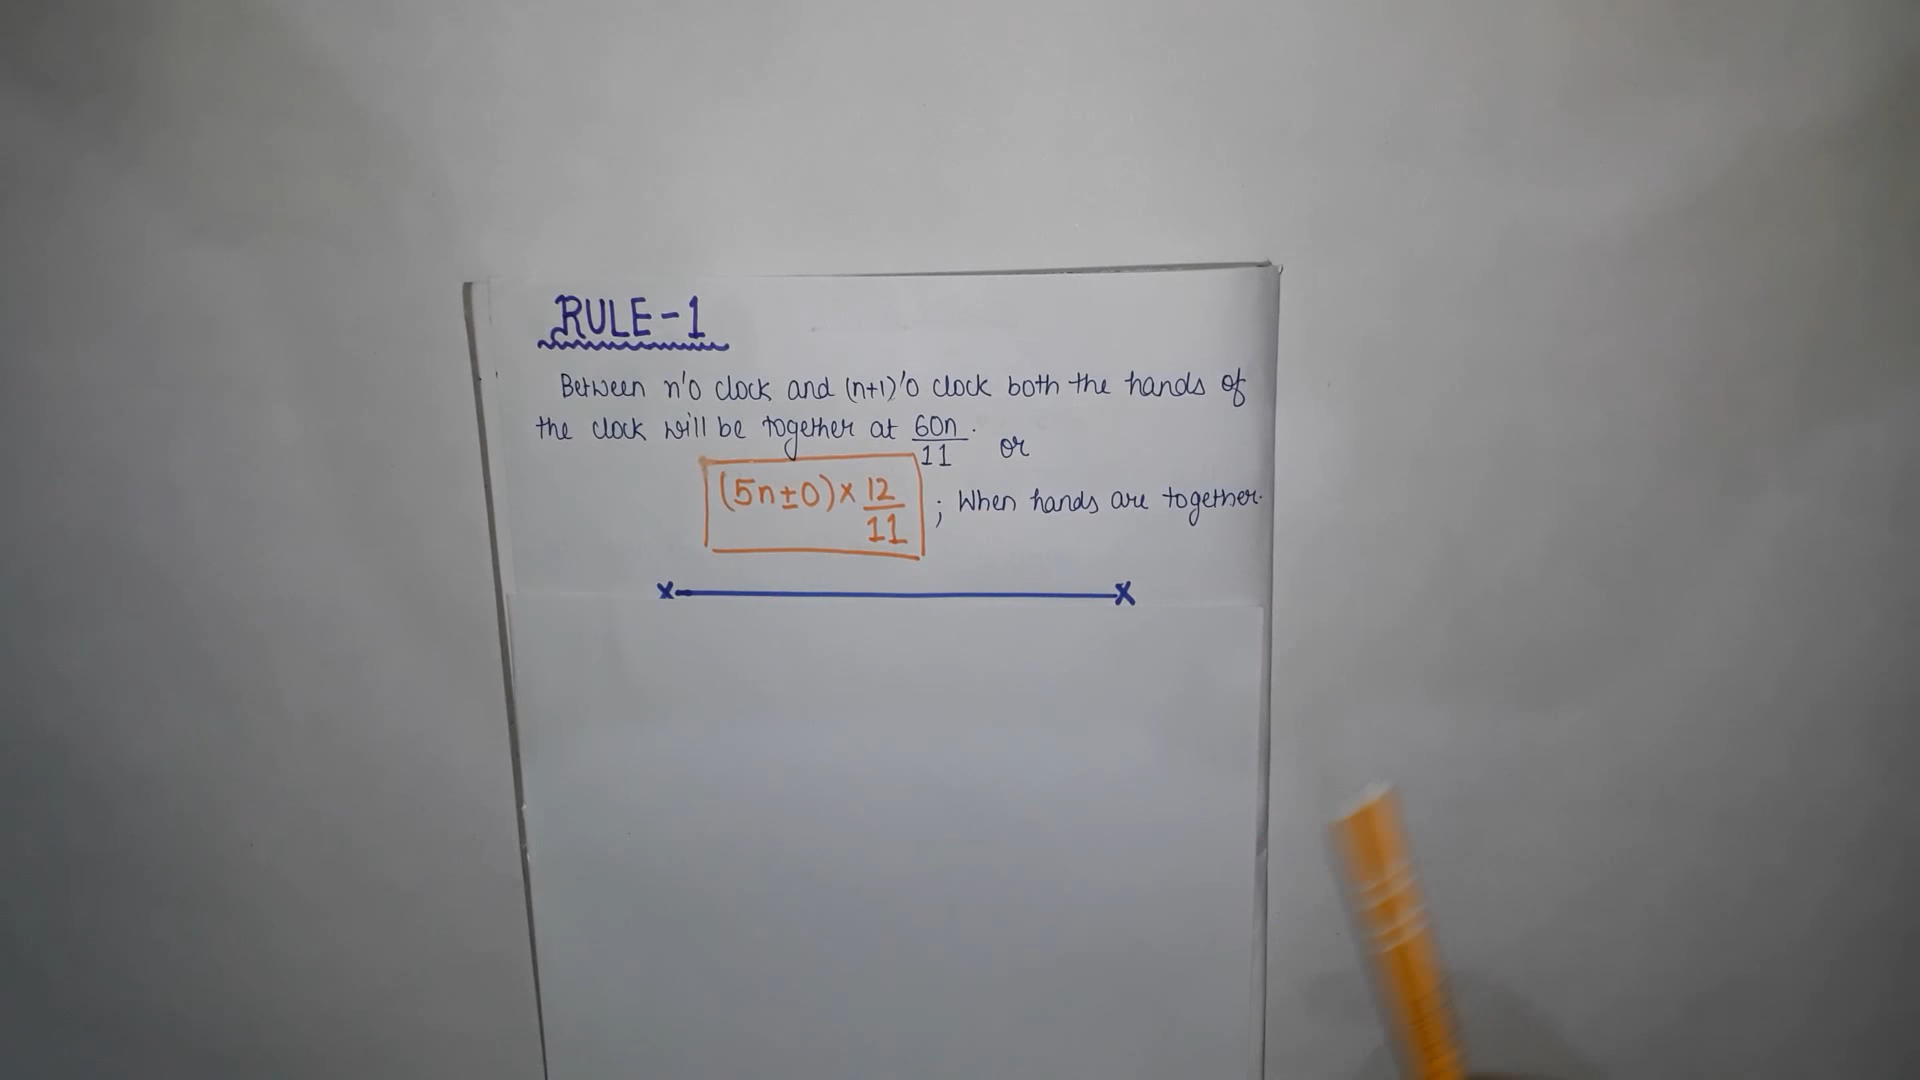 RULE-1
Between n'o clock and (n+1)'o clock both the hands of
the clock will be together at 60n/11. or
(5n±0)×12/11 ; When hands are together.
x x